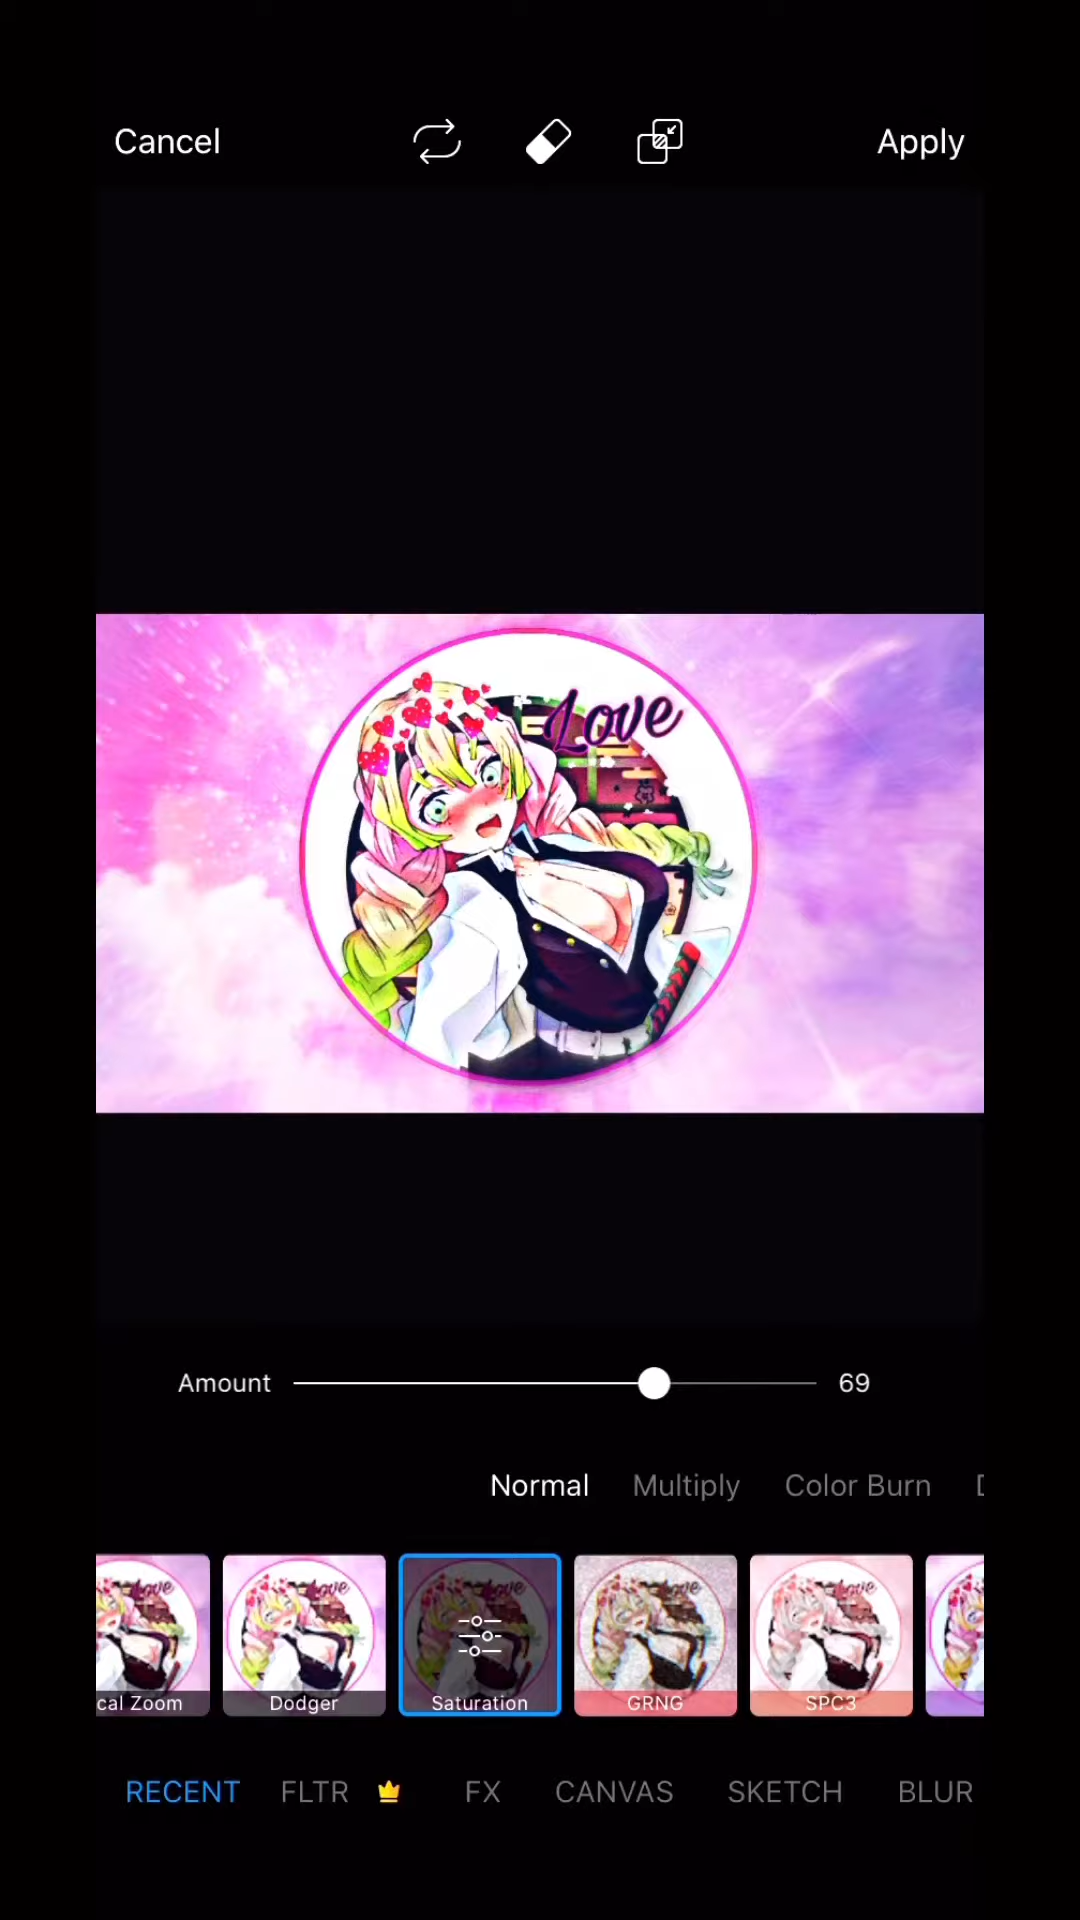 Cancel
Apply
Love
Amount 69
Normal Multiply Color Burn
cal Zoom Dodger Saturation GRNG SPC3
RECENT FLTR FX CANVAS SKETCH BLUR